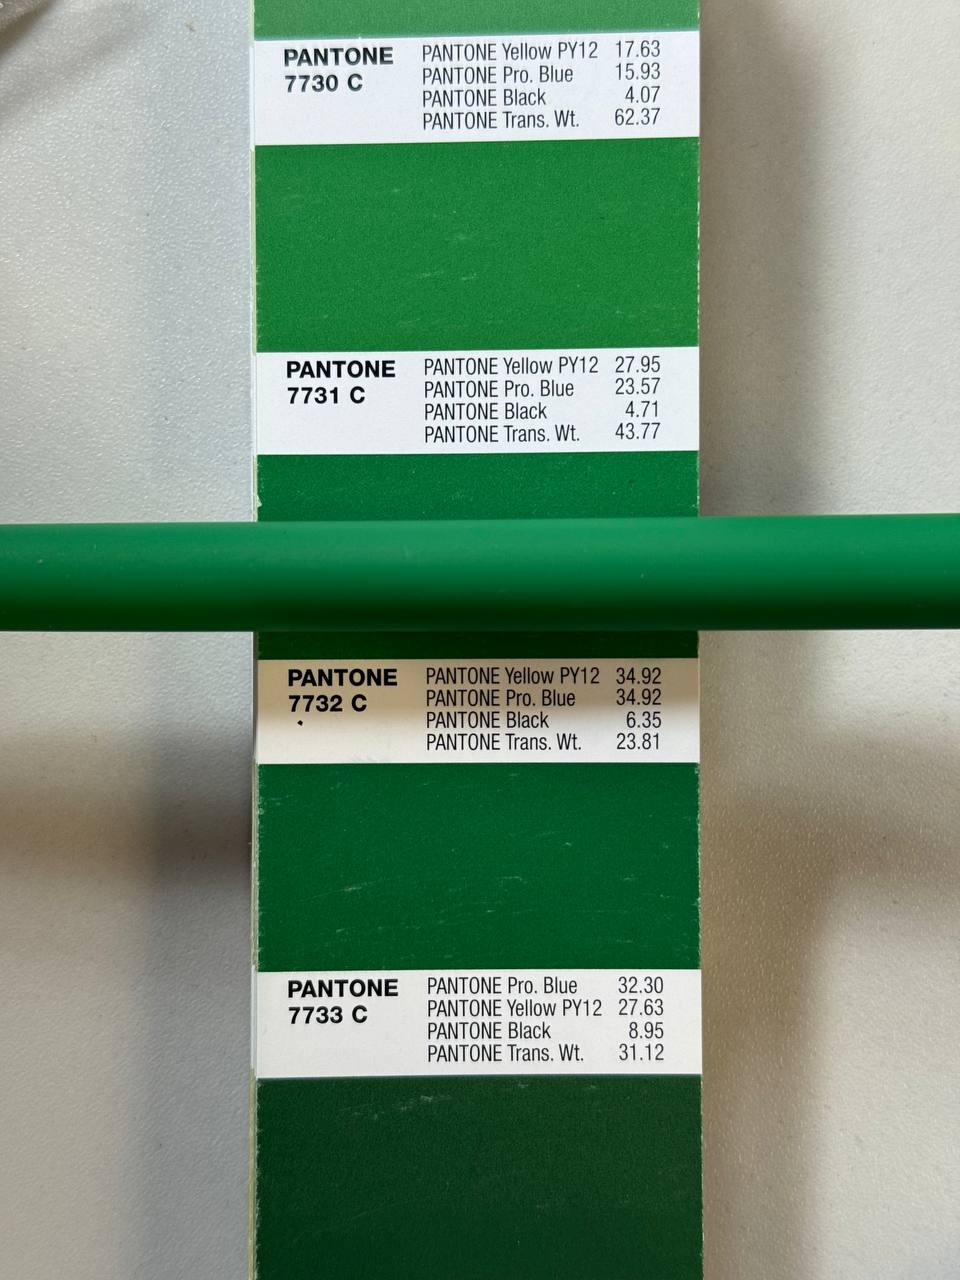 PANTONE
7730 C
PANTONE Yellow PY12 17.63
PANTONE Pro. Blue 15.93
PANTONE Black 4.07
PANTONE Trans. Wt. 62.37
PANTONE
7731 C
PANTONE Yellow PY12 27.95
PANTONE Pro. Blue 23.57
PANTONE Black 4.71
PANTONE Trans. Wt. 43.77
PANTONE
7732 C
PANTONE Yellow PY12 34.92
PANTONE Pro. Blue 34.92
PANTONE Black 6.35
PANTONE Trans. Wt. 23.81
PANTONE
7733 C
PANTONE Pro. Blue 32.30
PANTONE Yellow PY12 27.63
PANTONE Black 8.95
PANTONE Trans. Wt. 31.12